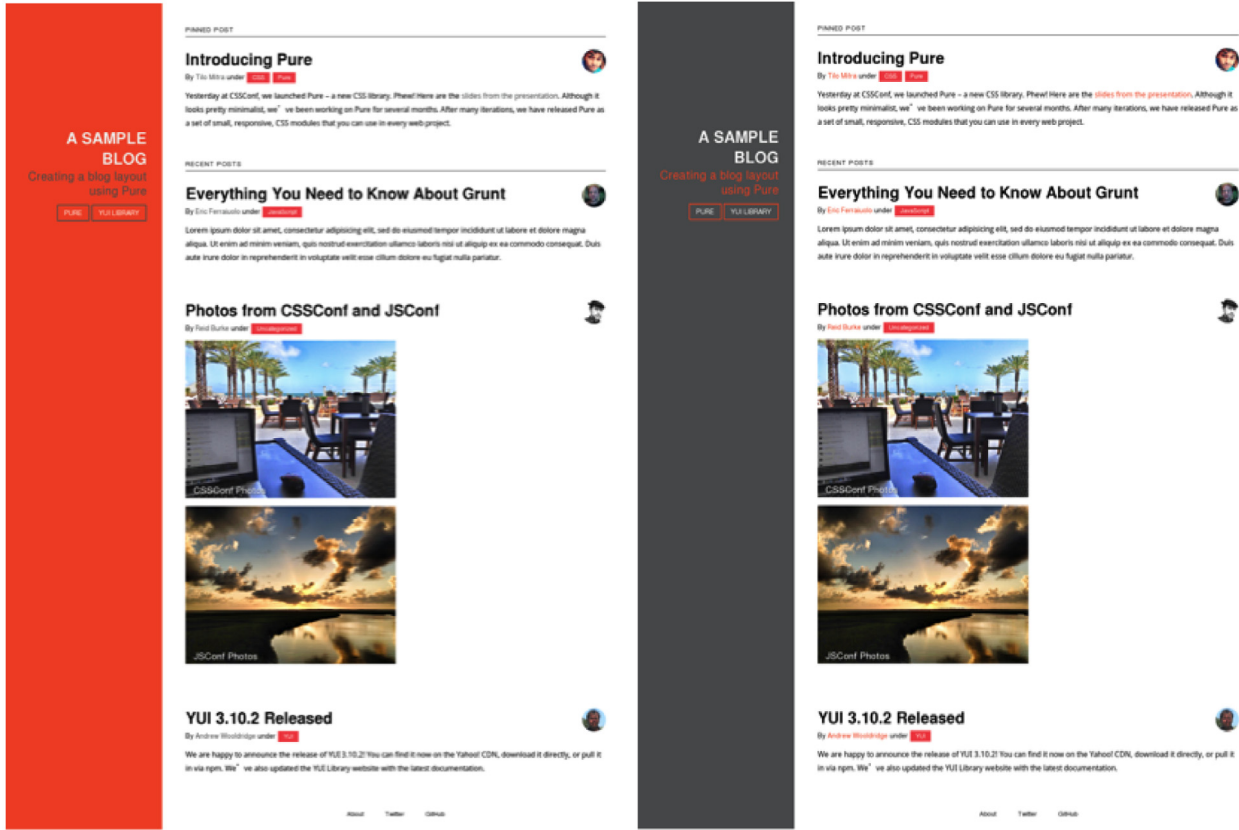 A SAMPLE
BLOG
Creating a blog layout
using Pure
PURE YUI LIBRARY
PINNED POST
Introducing Pure
By Tilo Mitra under CSS Pure
Yesterday at CSSConf, we launched Pure – a new CSS library. Phew! Here are the slides from the presentation. Although it
looks pretty minimalist, we՚ ve been working on Pure for several months. After many iterations, we have released Pure as
a set of small, responsive, CSS modules that you can use in every web project.
RECENT POSTS
Everything You Need to Know About Grunt
By Eric Ferraiuolo under JavaScript
Lorem ipsum dolor sit amet, consectetur adipisicing elit, sed do eiusmod tempor incididunt ut labore et dolore magna
aliqua. Ut enim ad minim veniam, quis nostrud exercitation ullamco laboris nisi ut aliquip ex ea commodo consequat. Duis
aute irure dolor in reprehenderit in voluptate velit esse cillum dolore eu fugiat nulla pariatur.
Photos from CSSConf and JSConf
By Reid Burke under Uncategorized
CSSConf Photos
JSConf Photos
YUI 3.10.2 Released
By Andrew Wooldridge under YUI
We are happy to announce the release of YUI 3.10.2! You can find it now on the Yahoo! CDN, download it directly, or pull it
in via npm. We՚ ve also updated the YUI Library website with the latest documentation.
About Twitter GitHub
A SAMPLE
BLOG
Creating a blog layout
using Pure
PURE YUI LIBRARY
PINNED POST
Introducing Pure
By Tilo Mitra under CSS Pure
Yesterday at CSSConf, we launched Pure – a new CSS library. Phew! Here are the slides from the presentation. Although it
looks pretty minimalist, we՚ ve been working on Pure for several months. After many iterations, we have released Pure as
a set of small, responsive, CSS modules that you can use in every web project.
RECENT POSTS
Everything You Need to Know About Grunt
By Eric Ferraiuolo under JavaScript
Lorem ipsum dolor sit amet, consectetur adipisicing elit, sed do eiusmod tempor incididunt ut labore et dolore magna
aliqua. Ut enim ad minim veniam, quis nostrud exercitation ullamco laboris nisi ut aliquip ex ea commodo consequat. Duis
aute irure dolor in reprehenderit in voluptate velit esse cillum dolore eu fugiat nulla pariatur.
Photos from CSSConf and JSConf
By Reid Burke under Uncategorized
CSSConf Photos
JSConf Photos
YUI 3.10.2 Released
By Andrew Wooldridge under YUI
We are happy to announce the release of YUI 3.10.2! You can find it now on the Yahoo! CDN, download it directly, or pull it
in via npm. We՚ ve also updated the YUI Library website with the latest documentation.
About Twitter GitHub